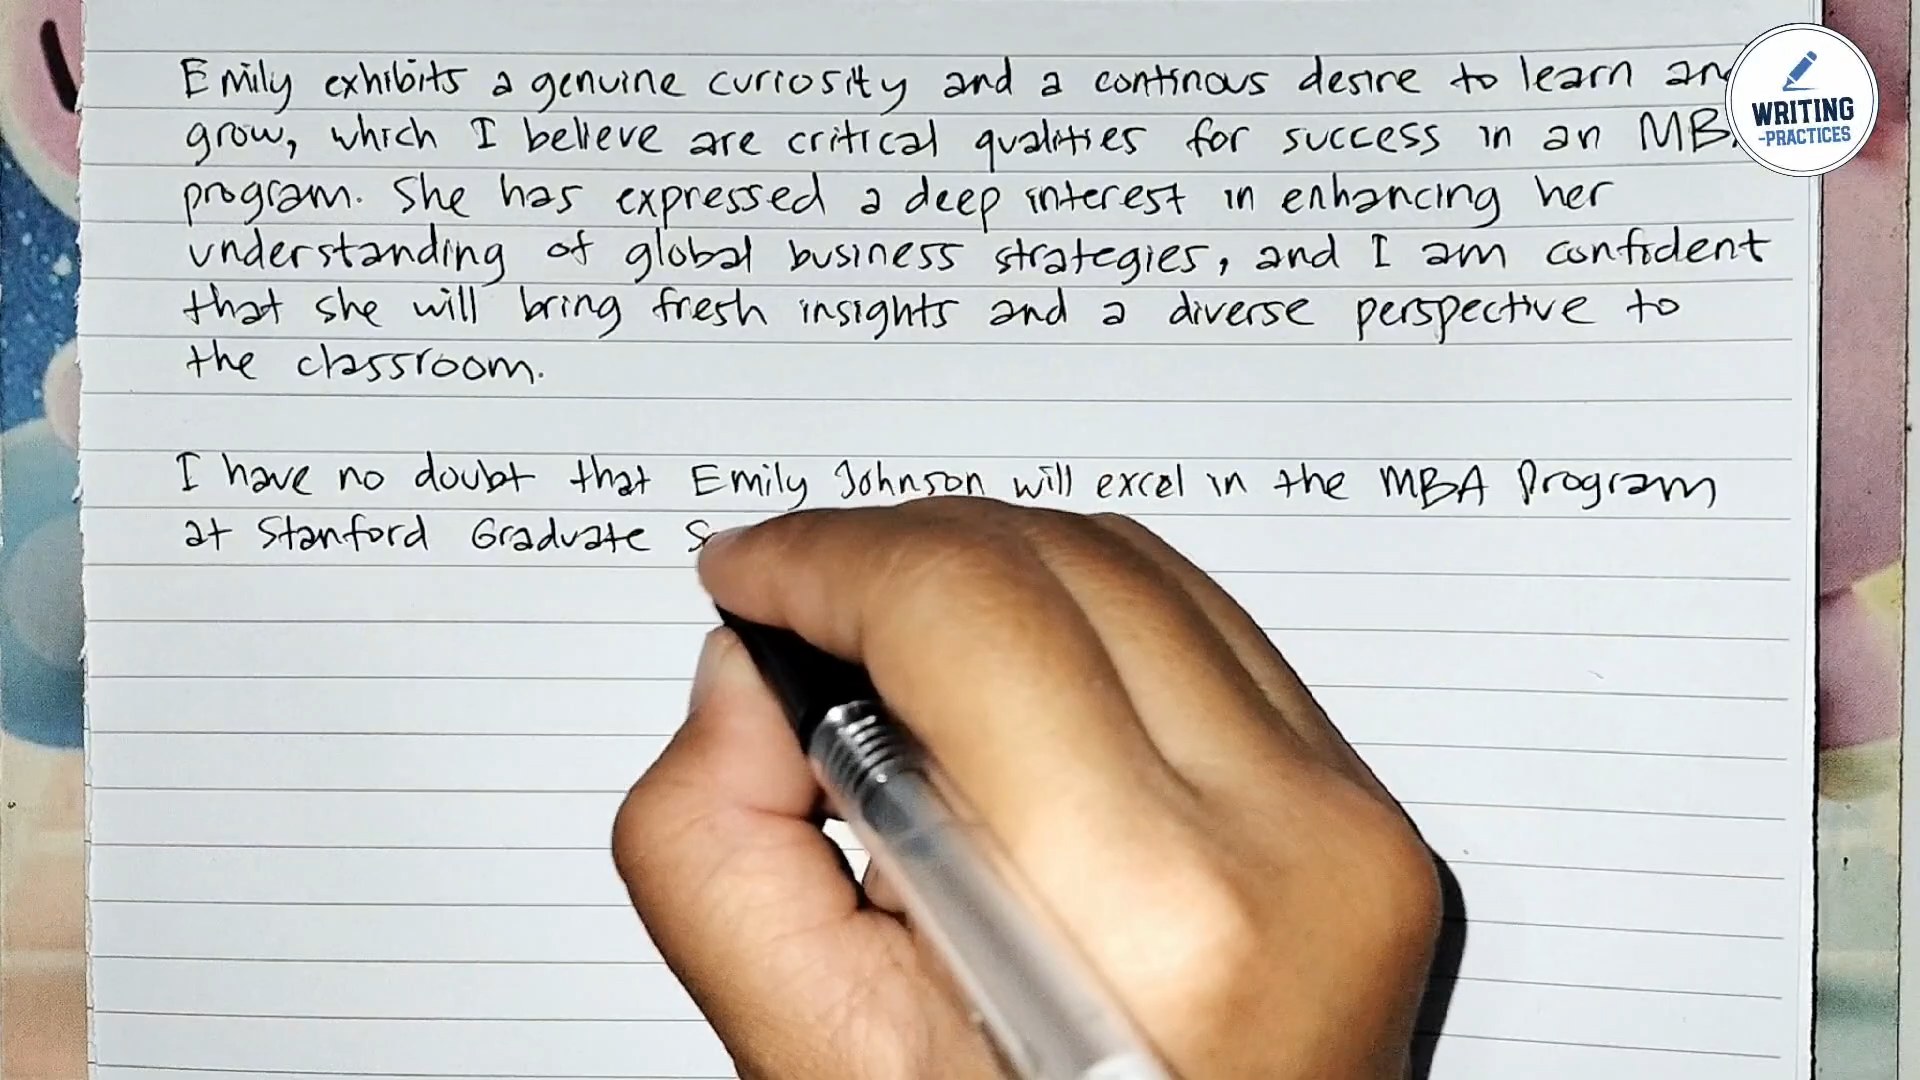 Emily exhibits a genuine curiosity and a continous desire to learn
grow, which I believe are critical qualities for success in an
program. She has expressed a deep interest in enhancing her
understanding of global business strategies, and I am confident
that she will bring fresh insights and a diverse perspective to
the classroom.
I have no doubt that Emily Johnson will excel in the MBA Program
at Stanford Graduate
WRITING
-PRACTICES